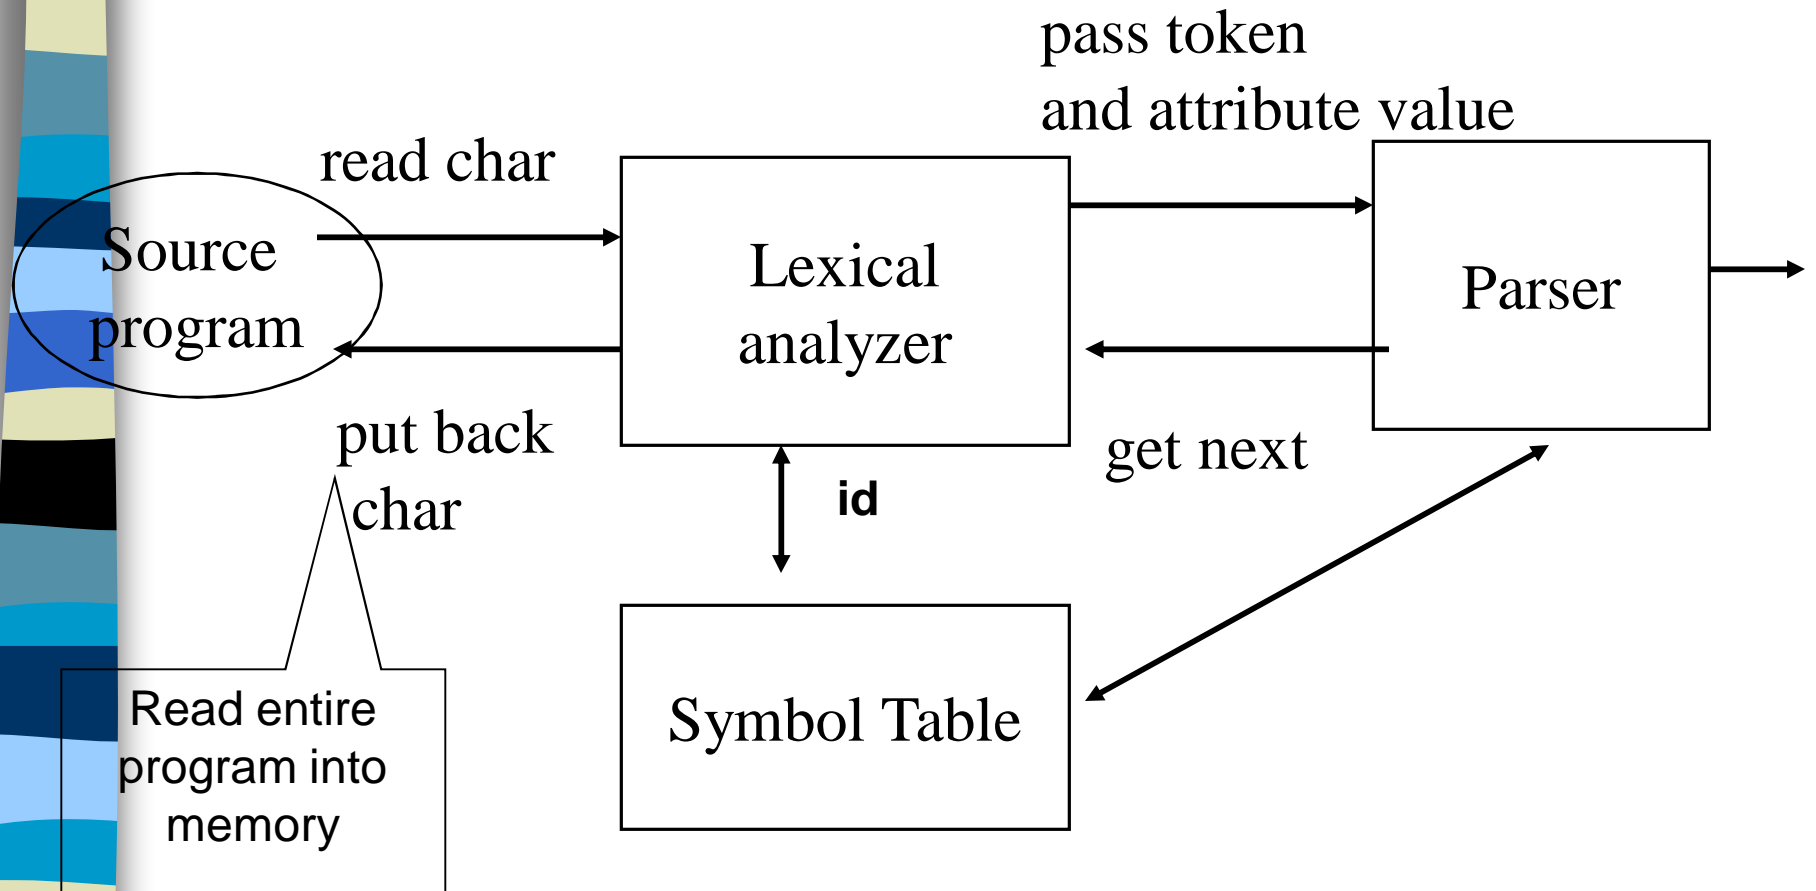 pass token
and attribute value
read char
Source
program
Lexical
analyzer
Parser
put back
char
get next
id
Symbol Table
Read entire
program into
memory